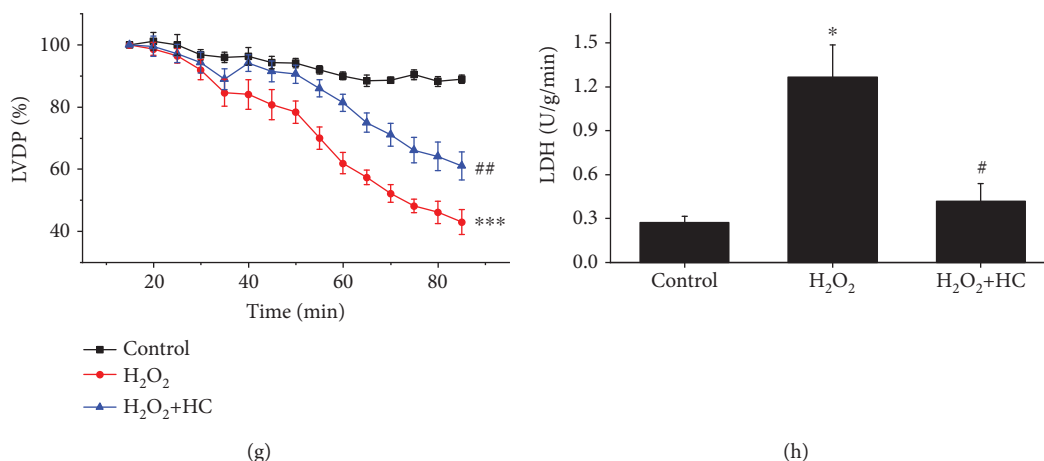 100
80
60
40
LVDP (%)
##
***
20 40 60 80
Time (min)
Control
H₂O₂
H₂O₂+HC
(g)
1.5
1.2
0.9
0.6
0.3
0.0
LDH (U/g/min)
*
#
Control H₂O₂ H₂O₂+HC
(h)